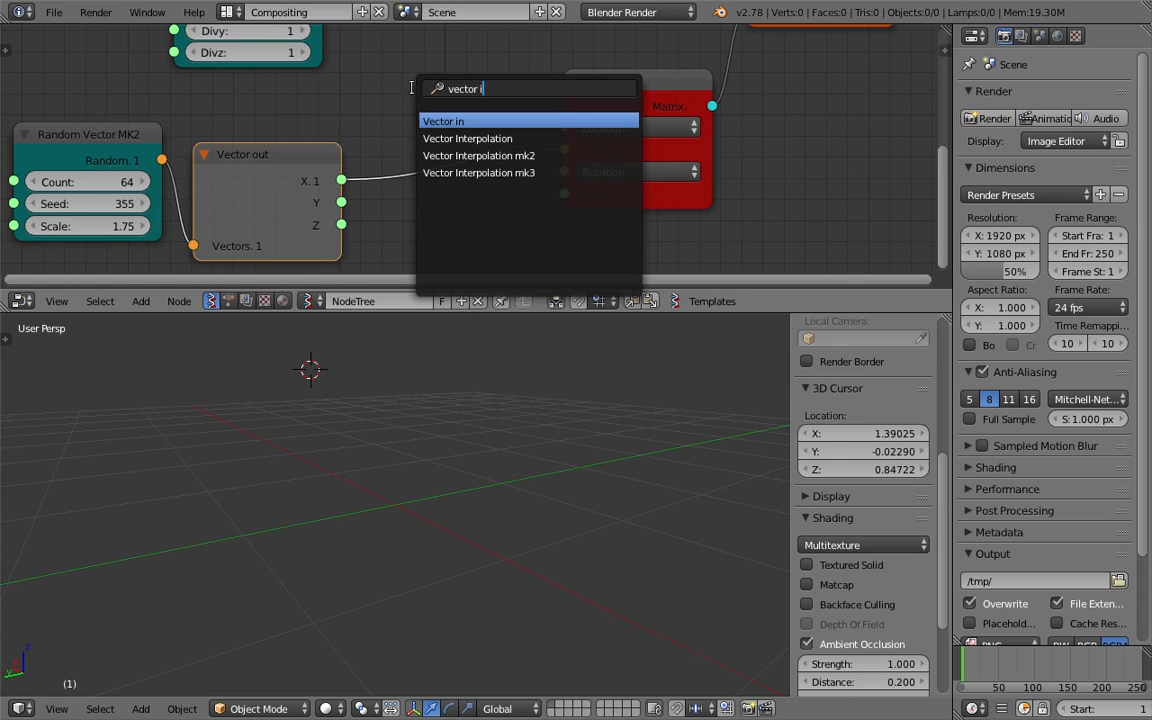 File Render Window Help Compositing Scene Blender Render v2.78 | Verts:0 | Faces:0 | Tris:0 | Objects:0/0 | Lamps:0/0 | Mem:19.30M
Divy: 1
Divz: 1
Random Vector MK2
Random. 1
Count: 64
Seed: 355
Scale: 1.75
Vector out
X. 1
Y
Z
Vectors. 1
vector i
Vector in
Vector Interpolation
Vector Interpolation mk2
Vector Interpolation mk3
Matrix.
Rotation
View Select Add Node NodeTree F Templates
User Persp
(1)
View Select Add Object Object Mode Global
Local Camera:
Render Border
3D Cursor
Location:
X: 1.39025
Y: -0.02290
Z: 0.84722
Display
Shading
Multitexture
Textured Solid
Matcap
Backface Culling
Depth Of Field
Ambient Occlusion
Strength: 1.000
Distance: 0.200
Scene
Render
Render Animatic Audio
Display: Image Editor
Dimensions
Render Presets
Resolution: Frame Range:
X: 1920 px Start Fra: 1
Y: 1080 px End Fr: 250
50% Frame St: 1
Aspect Ratio: Frame Rate:
X: 1.000 24 fps
Y: 1.000 Time Remappi...
Bo Cr 10 10
Anti-Aliasing
5 8 11 16 Mitchell-Net...
Full Sample S: 1.000 px
Sampled Motion Blur
Shading
Performance
Post Processing
Metadata
Output
/tmp/
Overwrite File Exten...
Placehold... Cache Res...
0 50 100 150 200 250
Start: 1